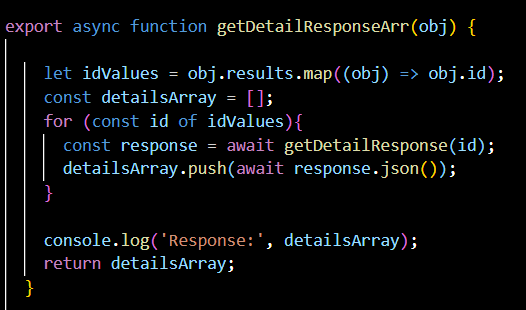 export async function getDetailResponseArr(obj) {
let idValues = obj.results.map((obj) => obj.id);
const detailsArray = [];
for (const id of idValues){
const response = await getDetailResponse(id);
detailsArray.push(await response.json());
}
console.log('Response:', detailsArray);
return detailsArray;
}